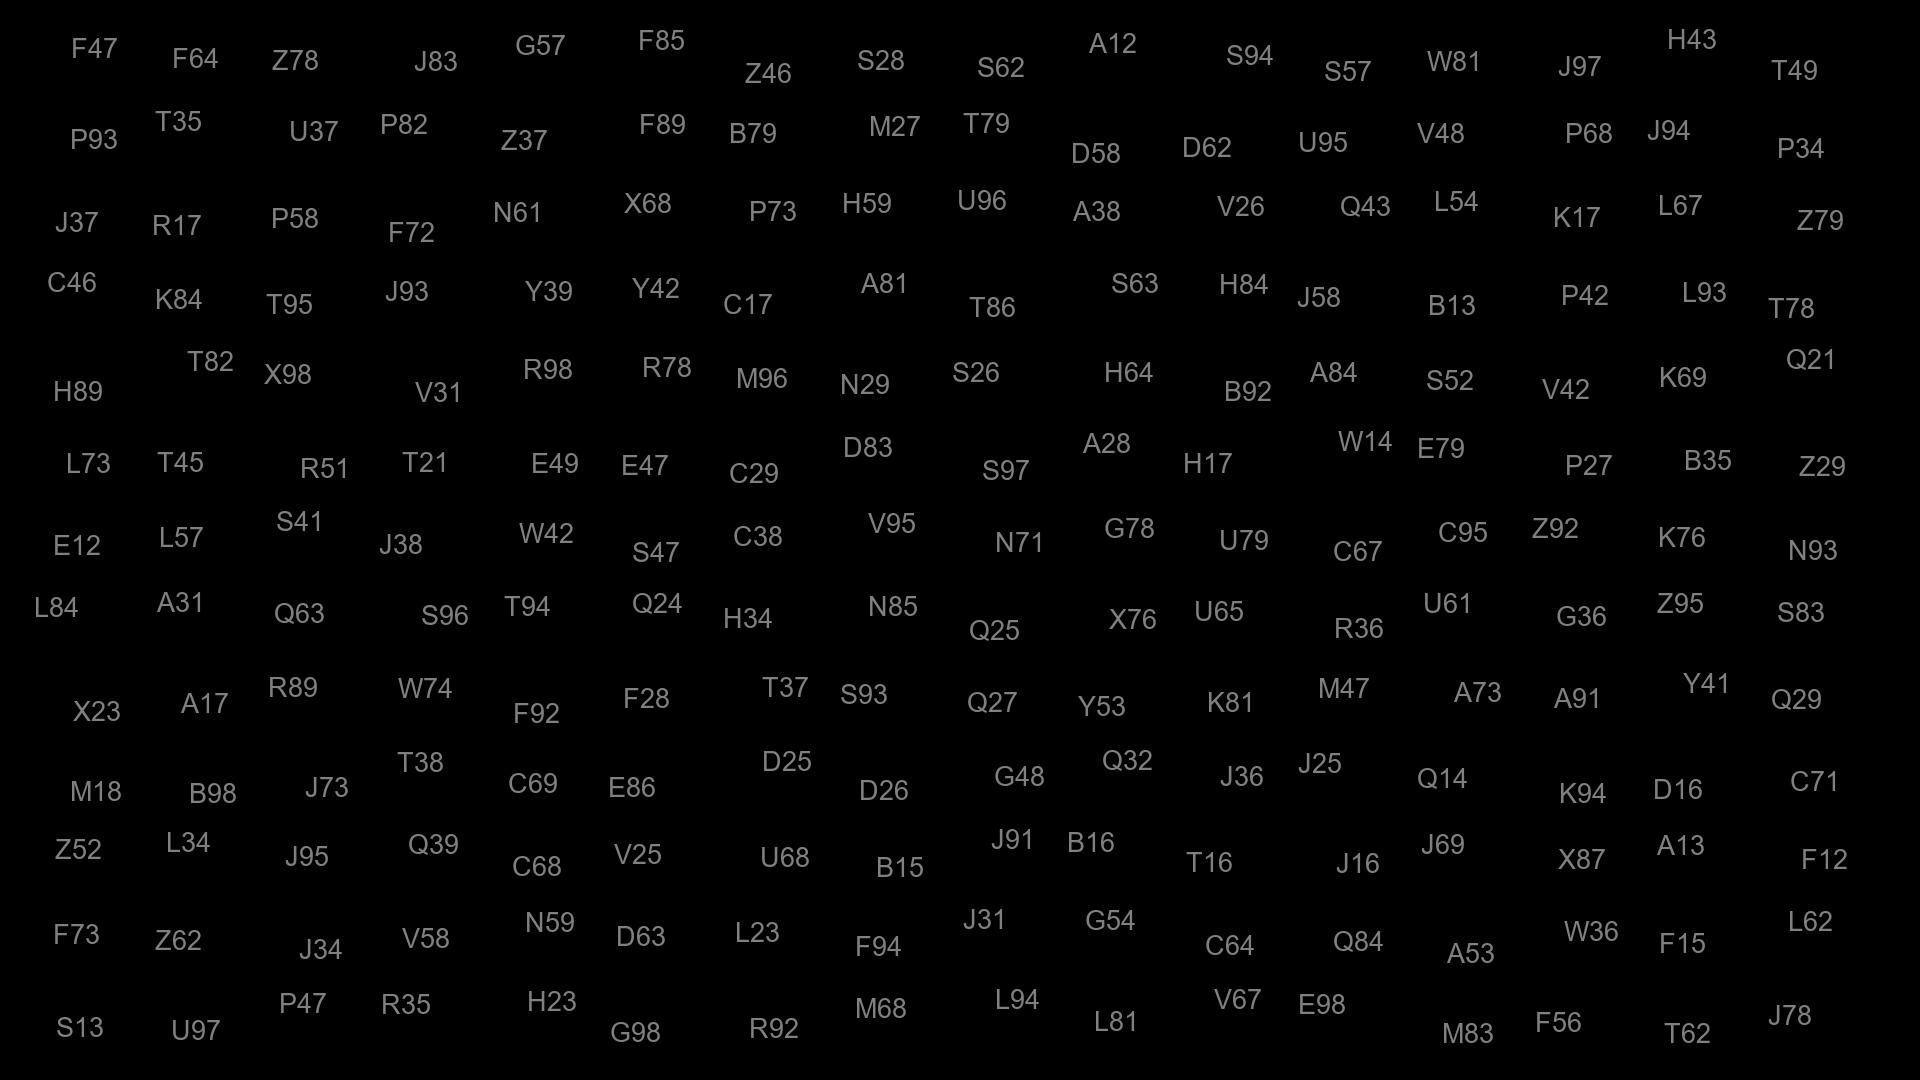 F47 F64 Z78 J83 G57 F85 Z46 S28 S62 A12 S94 S57 W81 J97 H43 T49
P93 T35 U37 P82 Z37 F89 B79 M27 T79 D58 D62 U95 V48 P68 J94 P34
J37 R17 P58 F72 N61 X68 P73 H59 U96 A38 V26 Q43 L54 K17 L67 Z79
C46 K84 T95 J93 Y39 Y42 C17 A81 T86 S63 H84 J58 B13 P42 L93 T78
H89 T82 X98 V31 R98 R78 M96 N29 S26 H64 B92 A84 S52 V42 K69 Q21
L73 T45 R51 T21 E49 E47 C29 D83 S97 A28 H17 W14 E79 P27 B35 Z29
E12 L57 S41 J38 W42 S47 C38 V95 N71 G78 U79 C67 C95 Z92 K76 N93
L84 A31 Q63 S96 T94 Q24 H34 N85 Q25 X76 U65 R36 U61 G36 Z95 S83
X23 A17 R89 W74 F92 F28 T37 S93 Q27 Y53 K81 M47 A73 A91 Y41 Q29
M18 B98 J73 T38 C69 E86 D25 D26 G48 Q32 J36 J25 Q14 K94 D16 C71
Z52 L34 J95 Q39 C68 V25 U68 B15 J91 B16 T16 J16 J69 X87 A13 F12
F73 Z62 J34 V58 N59 D63 L23 F94 J31 G54 C64 Q84 A53 W36 F15 L62
S13 U97 P47 R35 H23 G98 R92 M68 L94 L81 V67 E98 M83 F56 T62 J78